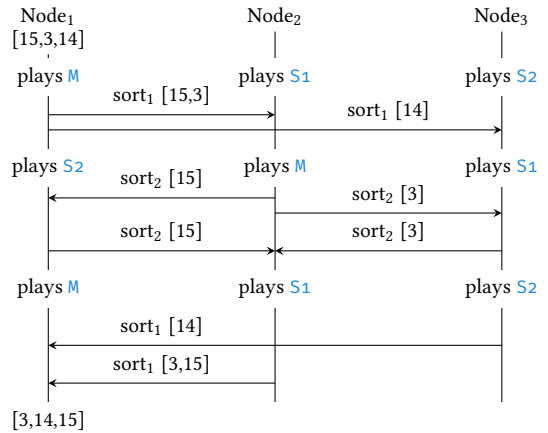 Node₁ Node₂ Node₃
[15,3,14]
plays M plays S1 plays S2
sort₁ [15,3]
sort₁ [14]
plays S2 plays M plays S1
sort₂ [15]
sort₂ [3]
sort₂ [15] sort₂ [3]
plays M plays S1 plays S2
sort₁ [14]
sort₁ [3,15]
[3,14,15]